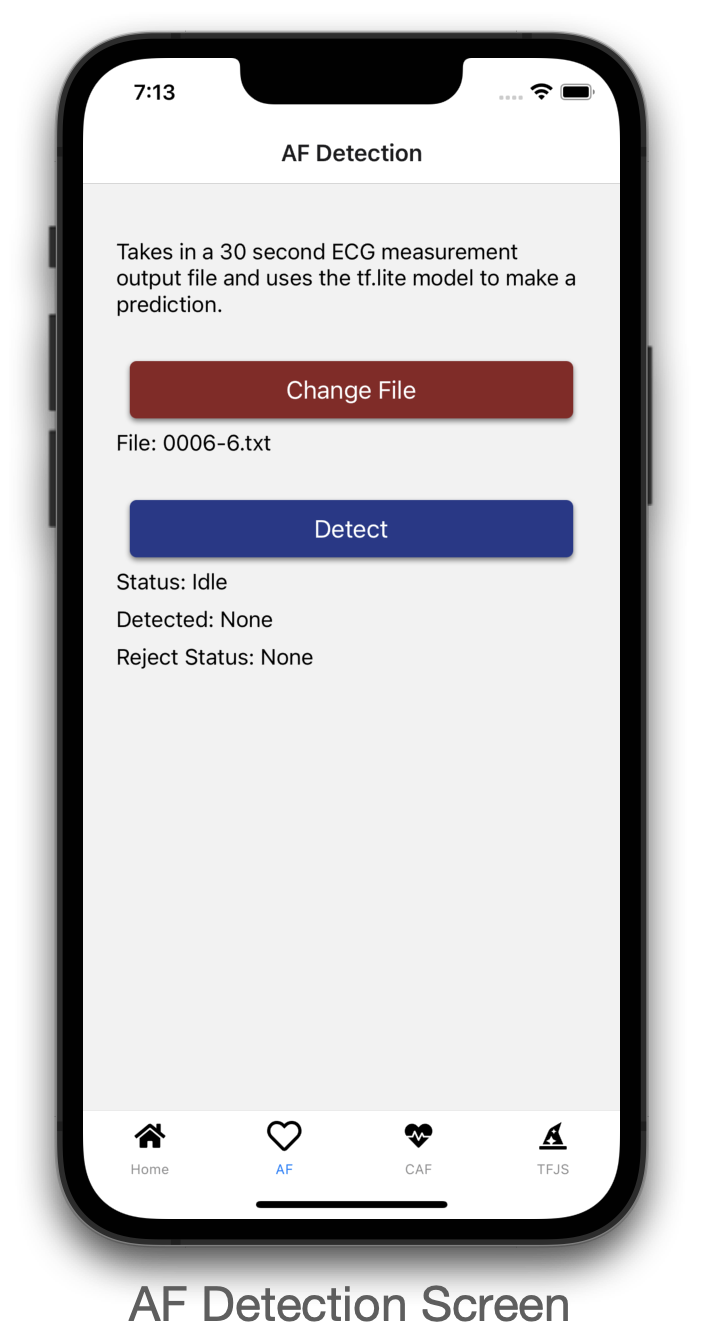 7:13
AF Detection
Takes in a 30 second ECG measurement
output file and uses the tf.lite model to make a
prediction.
Change File
File: 0006-6.txt
Detect
Status: Idle
Detected: None
Reject Status: None
Home AF CAF TFJS
AF Detection Screen